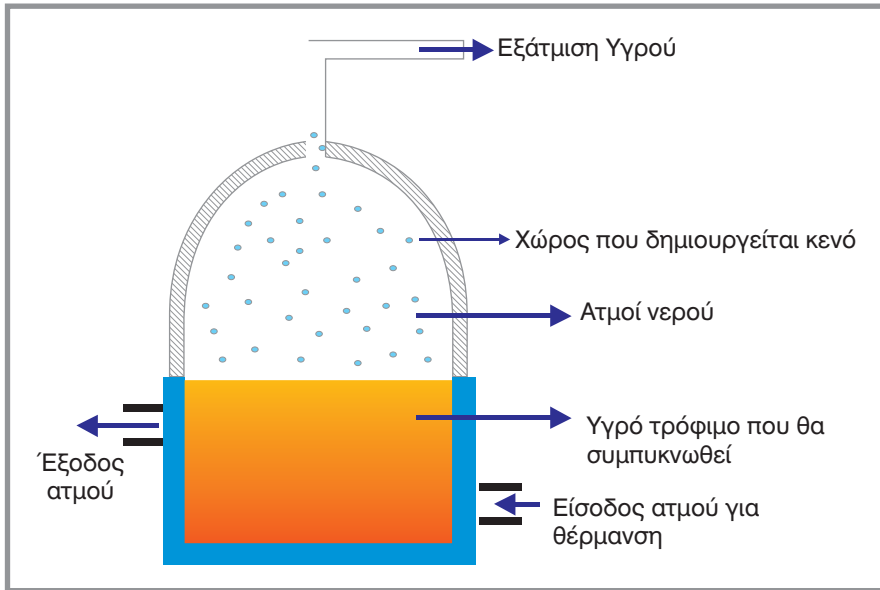 Εξάτμιση Υγρού
Χώρος που δημιουργείται κενό
Ατμοί νερού
Υγρό τρόφιμο που θα
συμπυκνωθεί
Έξοδος
ατμού
Είσοδος ατμού για
θέρμανση